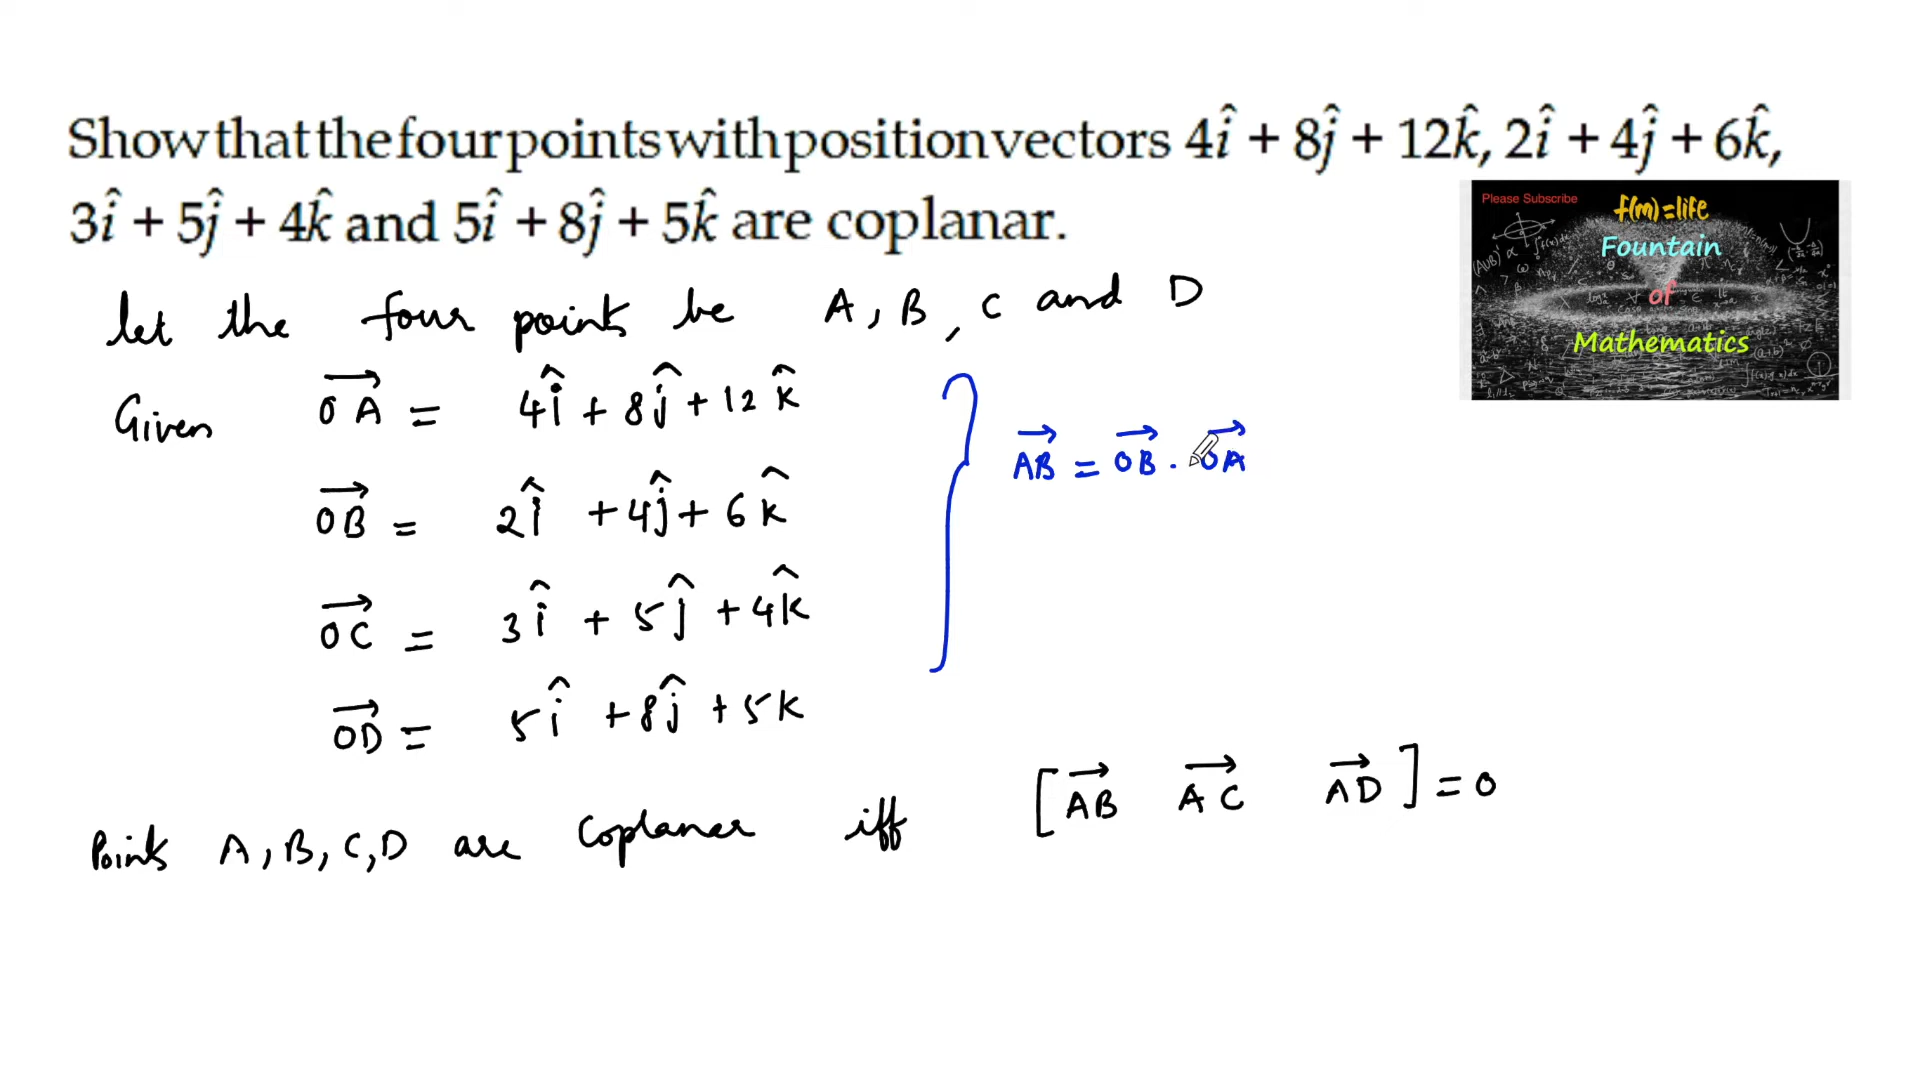 Show that the four points with position vectors 4î + 8ĵ + 12k̂, 2î + 4ĵ + 6k̂,
3î + 5ĵ + 4k̂ and 5î + 8ĵ + 5k̂ are coplanar.
Please Subscribe
f(m)=life
Fountain
of
Mathematics
let the four points be A, B, C and D
Given OA⃗ = 4î + 8ĵ + 12k̂
AB⃗ = OB⃗ - OA⃗
OB⃗ = 2î + 4ĵ + 6k̂
OC⃗ = 3î + 5ĵ + 4k̂
OD⃗ = 5î + 8ĵ + 5k
Points A, B, C, D are Coplanar iff [AB⃗ AC⃗ AD⃗] = 0